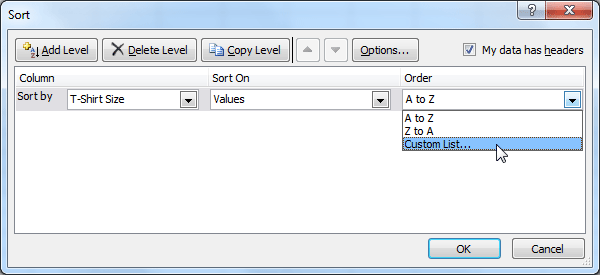 Sort
Add Level Delete Level Copy Level Options... My data has headers
Column Sort On Order
Sort by T-Shirt Size Values A to Z
A to Z
Z to A
Custom List...
OK Cancel